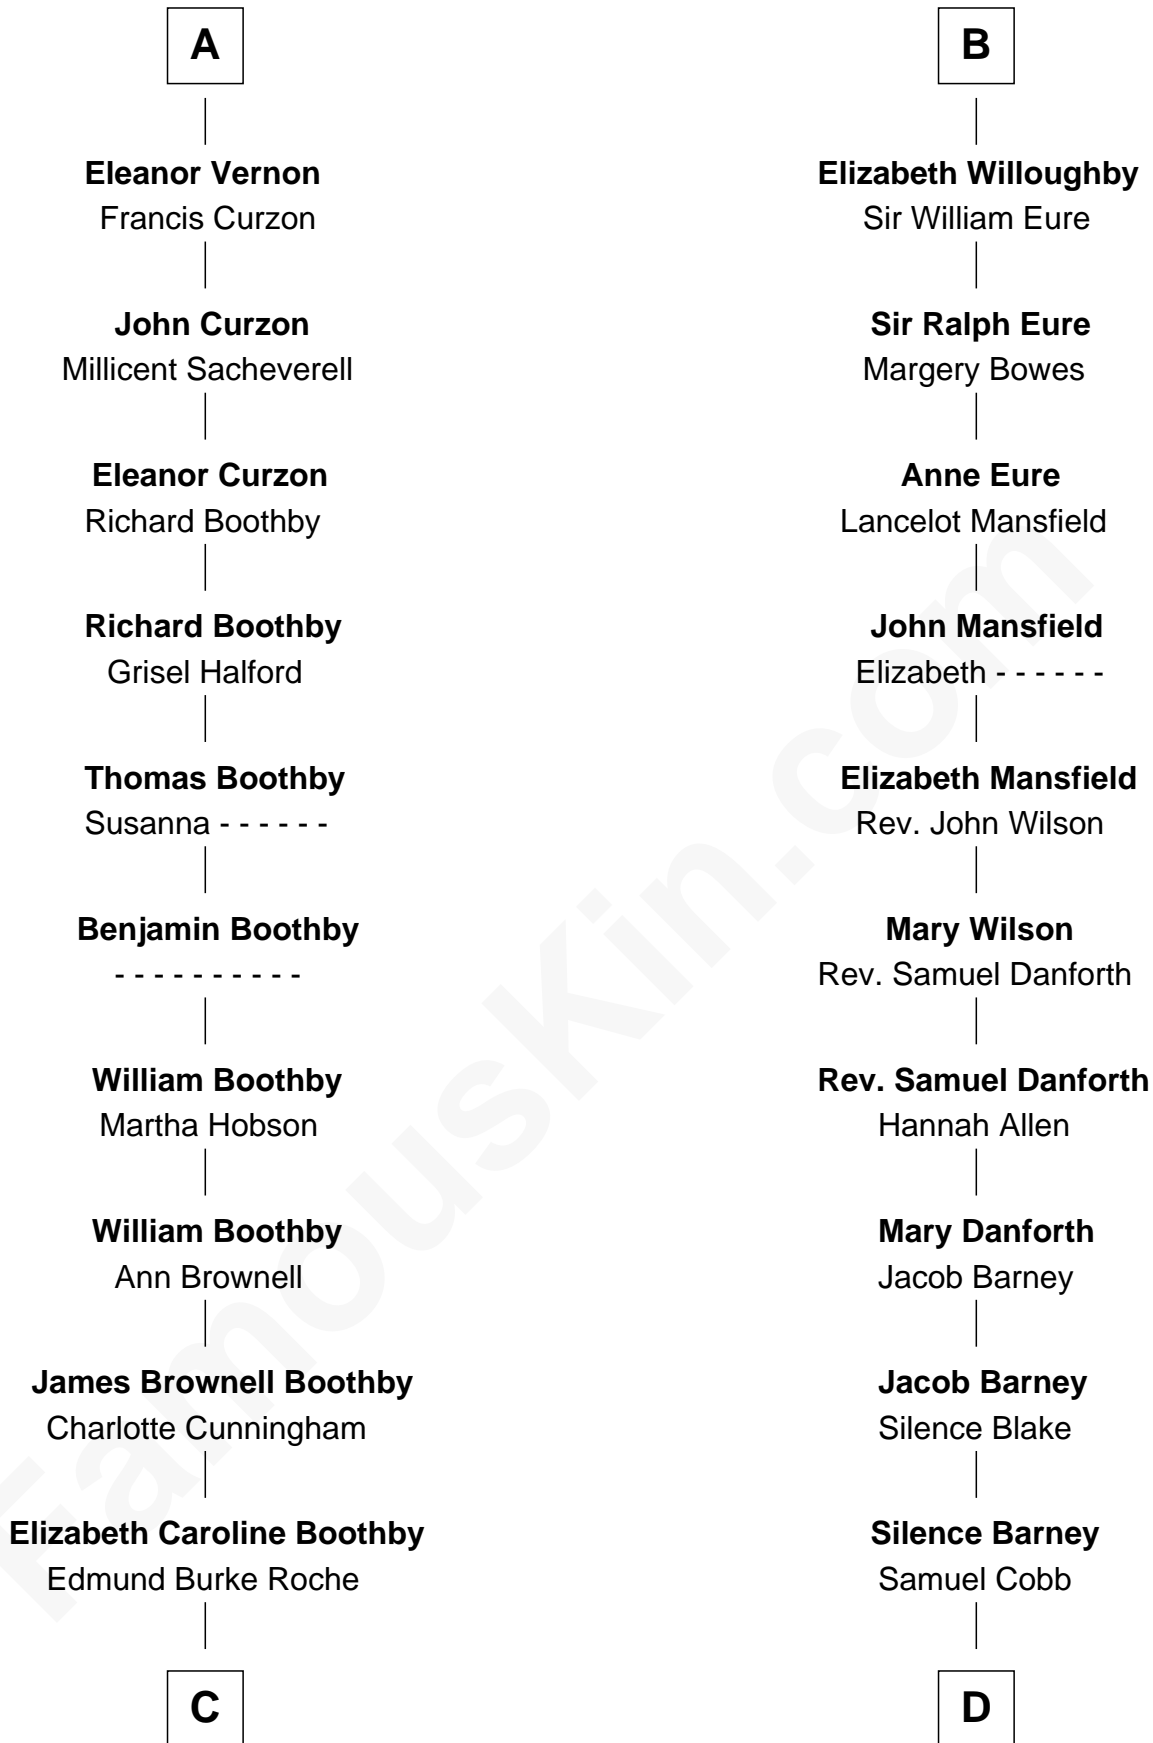 A
Eleanor Vernon
Francis Curzon
John Curzon
Millicent Sacheverell
Eleanor Curzon
Richard Boothby
Richard Boothby
Grisel Halford
Thomas Boothby
Susanna - - - - - -
Benjamin Boothby
- - - - - - - - - -
William Boothby
Martha Hobson
William Boothby
Ann Brownell
James Brownell Boothby
Charlotte Cunningham
Elizabeth Caroline Boothby
Edmund Burke Roche
C
B
Elizabeth Willoughby
Sir William Eure
Sir Ralph Eure
Margery Bowes
Anne Eure
Lancelot Mansfield
John Mansfield
Elizabeth - - - - - -
Elizabeth Mansfield
Rev. John Wilson
Mary Wilson
Rev. Samuel Danforth
Rev. Samuel Danforth
Hannah Allen
Mary Danforth
Jacob Barney
Jacob Barney
Silence Blake
Silence Barney
Samuel Cobb
D
FamousKin.com